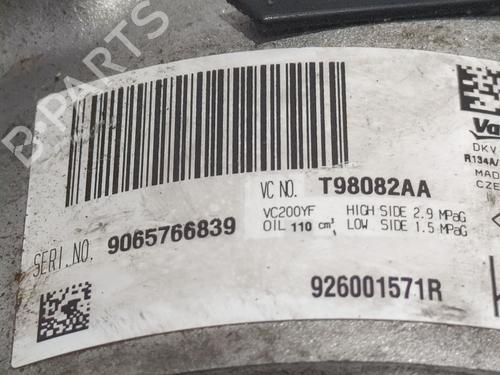 B-PARTS
Va
DKV
R134A/
MAD
CZE
VC NO. T98082AA
VC200YF HIGH SIDE 2.9 MPaG
OIL 110 cm³, LOW SIDE 1.5 MPaG
SERI.NO. 9065766839
926001571R